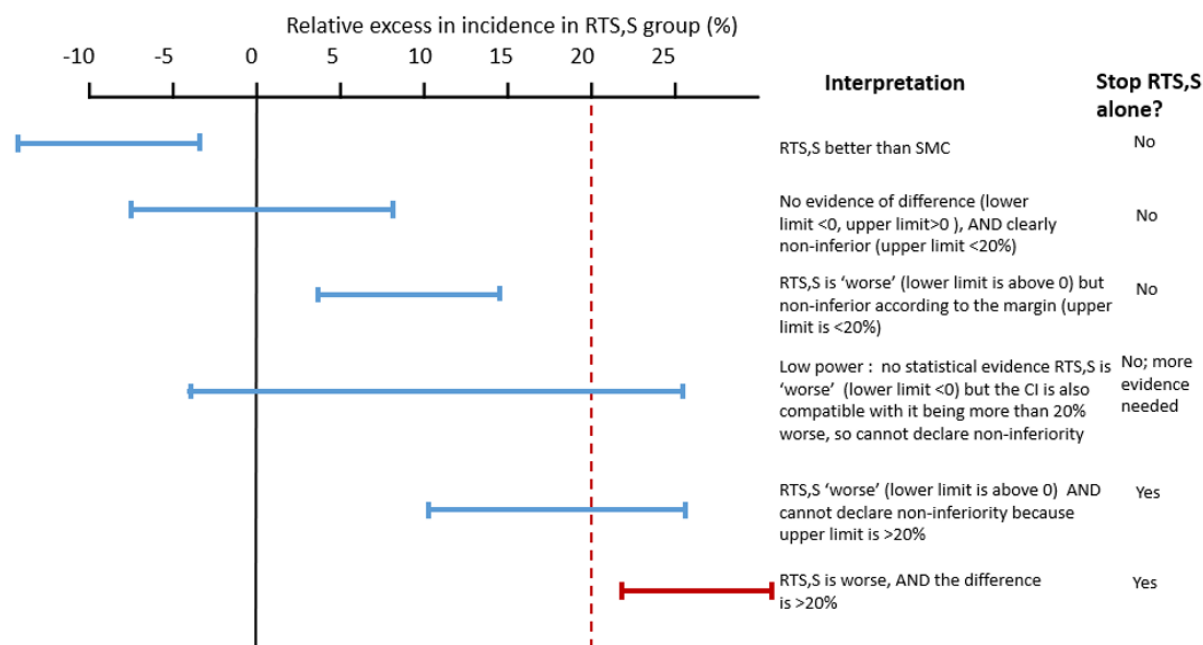 Relative excess in incidence in RTS,S group (%)
-10 -5 0 5 10 15 20 25
Interpretation
Stop RTS,S
alone?
RTS,S better than SMC
No
No evidence of difference (lower
limit <0, upper limit>0 ), AND clearly
non-inferior (upper limit <20%)
No
RTS,S is ‘worse’ (lower limit is above 0) but
non-inferior according to the margin (upper
limit is <20%)
No
Low power : no statistical evidence RTS,S is
‘worse’ (lower limit <0) but the CI is also
compatible with it being more than 20%
worse, so cannot declare non-inferiority
No; more
evidence
needed
RTS,S ‘worse’ (lower limit is above 0) AND
cannot declare non-inferiority because
upper limit is >20%
Yes
RTS,S is worse, AND the difference
is >20%
Yes